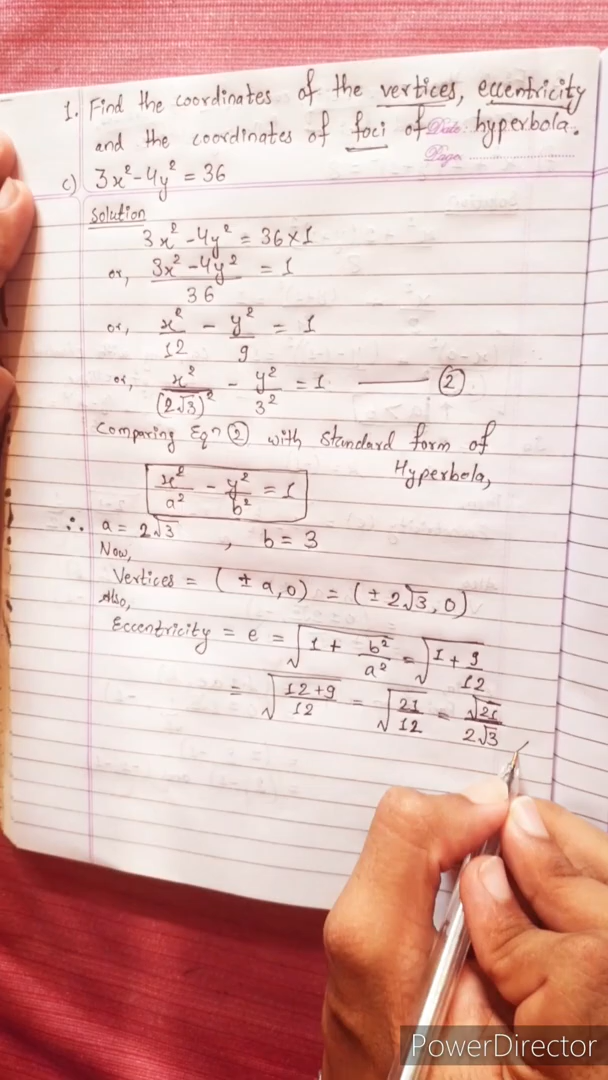 1. Find the coordinates of the vertices, eccentricity
and the coordinates of foci of hyperbola.
Date
Page
c) 3x² - 4y² = 36
Solution
3x² - 4y² = 36×1
or, (3x² - 4y²)/36 = 1
or, x²/12 - y²/9 = 1
or, x²/(2√3)² - y²/3² = 1 ②
Comparing Eqn ② with standard form of
Hyperbola,
x²/a² - y²/b² = 1
∴ a = 2√3 , b = 3
Now,
Vertices = (± a, 0) = (± 2√3, 0)
Also,
Eccentricity = e = √(1 + b²/a²) = √(1 + 9/12)
= √((12+9)/12) = √(21/12) = √21/2√3
PowerDirector